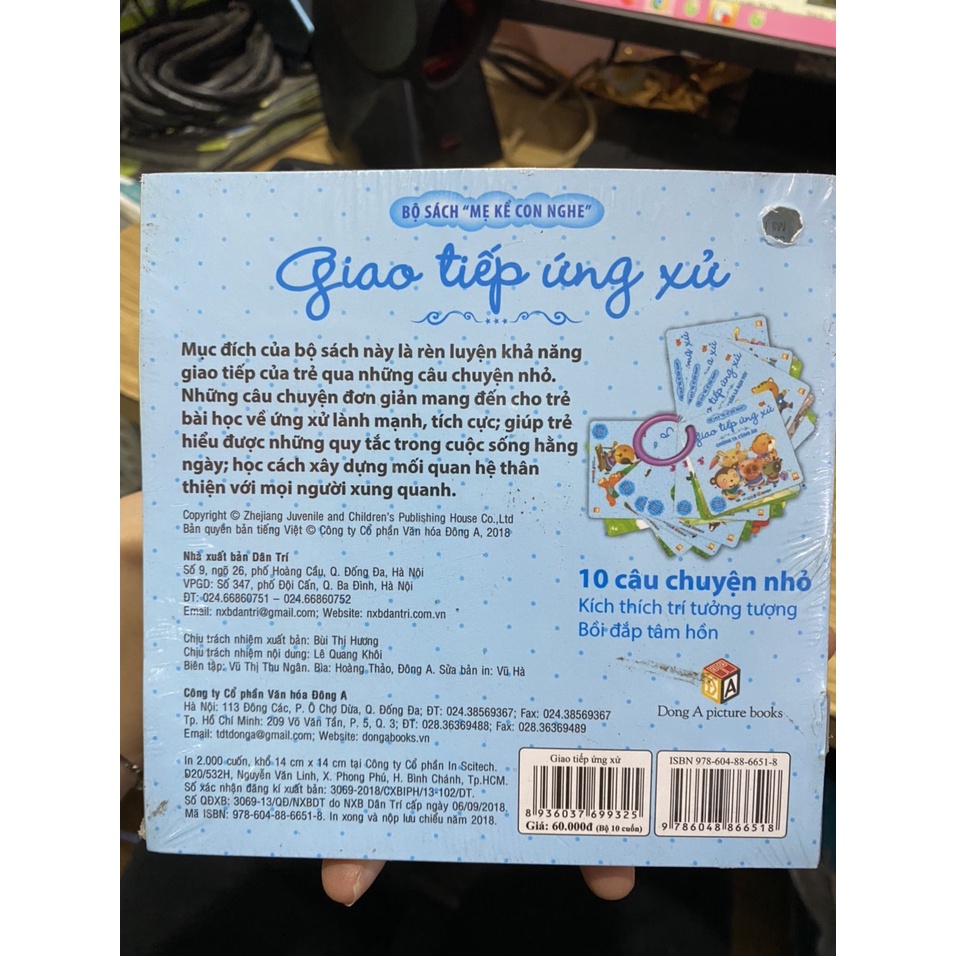 BỘ SÁCH "MẸ KỂ CON NGHE"
Giao tiếp ứng xử
Mục đích của bộ sách này là rèn luyện khả năng
giao tiếp của trẻ qua những câu chuyện nhỏ.
Những câu chuyện đơn giản mang đến cho trẻ
bài học về ứng xử lành mạnh, tích cực; giúp trẻ
hiểu được những quy tắc trong cuộc sống hằng
ngày; học cách xây dựng mối quan hệ thân
thiện với mọi người xung quanh.
Copyright © Zhejiang Juvenile and Children's Publishing House Co.,Ltd
Bản quyền bản tiếng Việt © Công ty Cổ phần Văn hóa Đông A, 2018
Nhà xuất bản Dân Trí
Số 9, ngõ 26, phố Hoàng Cầu, Q. Đống Đa, Hà Nội
VPGD: Số 347, phố Đội Cấn, Q. Ba Đình, Hà Nội
ĐT: 024.66860751 – 024.66860752
Email: nxbdantri@gmail.com; Website: nxbdantri.com.vn
Chịu trách nhiệm xuất bản: Bùi Thị Hương
Chịu trách nhiệm nội dung: Lê Quang Khôi
Biên tập: Vũ Thị Thu Ngân. Bìa: Hoàng Thảo, Đông A. Sửa bản in: Vũ Hà
Công ty Cổ phần Văn hóa Đông A
Hà Nội: 113 Đông Các, P. Ô Chợ Dừa, Q. Đống Đa; ĐT: 024.38569367; Fax: 024.38569367
Tp. Hồ Chí Minh: 209 Võ Văn Tần, P. 5, Q. 3; ĐT: 028.36369488; Fax: 028.36369489
Email: tdtdonga@gmail.com; Website: dongabooks.vn
In 2.000 cuốn, khổ 14 cm x 14 cm tại Công ty Cổ phần In Scitech.
Đ20/532H, Nguyễn Văn Linh, X. Phong Phú, H. Bình Chánh, Tp.HCM.
Số xác nhận đăng kí xuất bản: 3069-2018/CXBIPH/13-102/DT.
Số QĐXB: 3069-13/QĐ/NXBDT do NXB Dân Trí cấp ngày 06/09/2018.
Mã ISBN: 978-604-88-6651-8. In xong và nộp lưu chiểu năm 2018.
giao tiếp ứng xử
10 câu chuyện nhỏ
Kích thích trí tưởng tượng
Bồi đắp tâm hồn
Dong A picture books
Giao tiếp ứng xử
8 936037 699325
Giá: 60.000đ (Bộ 10 cuốn)
ISBN 978-604-88-6651-8
9 786048 866518